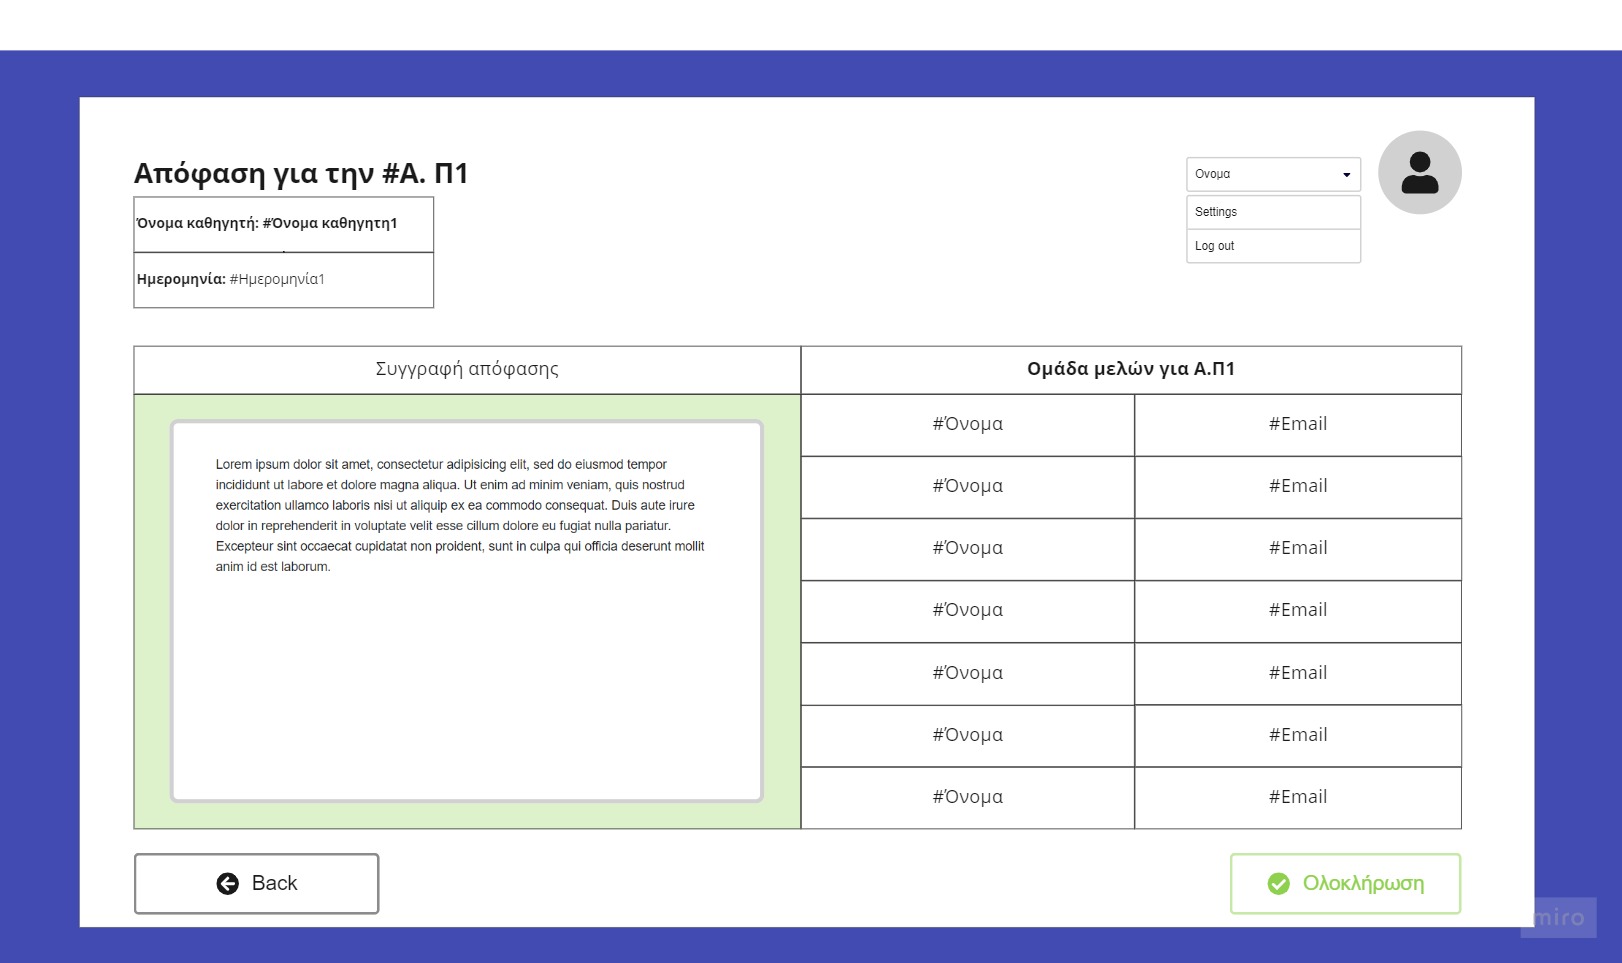 Απόφαση για την #Α. Π1
Όνομα καθηγητή: #Όνομα καθηγητη1
Ημερομηνία: #Ημερομηνία1
Ονομα
Settings
Log out
Συγγραφή απόφασης
Ομάδα μελών για Α.Π1
Lorem ipsum dolor sit amet, consectetur adipisicing elit, sed do eiusmod tempor
incididunt ut labore et dolore magna aliqua. Ut enim ad minim veniam, quis nostrud
exercitation ullamco laboris nisi ut aliquip ex ea commodo consequat. Duis aute irure
dolor in reprehenderit in voluptate velit esse cillum dolore eu fugiat nulla pariatur.
Excepteur sint occaecat cupidatat non proident, sunt in culpa qui officia deserunt mollit
anim id est laborum.
#Όνομα #Email
#Όνομα #Email
#Όνομα #Email
#Όνομα #Email
#Όνομα #Email
#Όνομα #Email
#Όνομα #Email
Back
Ολοκλήρωση
miro